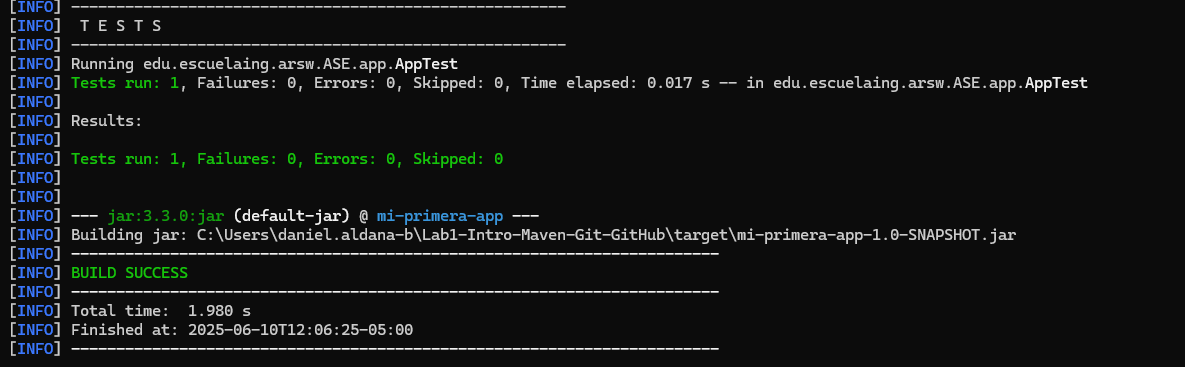 [INFO] -------------------------------------------------------
[INFO]  T E S T S
[INFO] -------------------------------------------------------
[INFO] Running edu.escuelaing.arsw.ASE.app.AppTest
[INFO] Tests run: 1, Failures: 0, Errors: 0, Skipped: 0, Time elapsed: 0.017 s -- in edu.escuelaing.arsw.ASE.app.AppTest
[INFO]
[INFO] Results:
[INFO]
[INFO] Tests run: 1, Failures: 0, Errors: 0, Skipped: 0
[INFO]
[INFO]
[INFO] --- jar:3.3.0:jar (default-jar) @ mi-primera-app ---
[INFO] Building jar: C:\Users\daniel.aldana-b\Lab1-Intro-Maven-Git-GitHub\target\mi-primera-app-1.0-SNAPSHOT.jar
[INFO] ------------------------------------------------------------------------
[INFO] BUILD SUCCESS
[INFO] ------------------------------------------------------------------------
[INFO] Total time:  1.980 s
[INFO] Finished at: 2025-06-10T12:06:25-05:00
[INFO] ------------------------------------------------------------------------